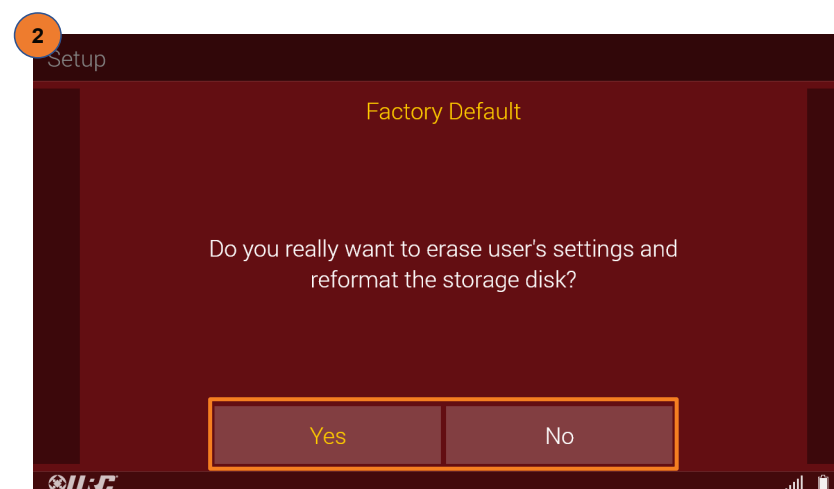 2
Setup
Factory Default
Do you really want to erase user's settings and
reformat the storage disk?
Yes
No
URC